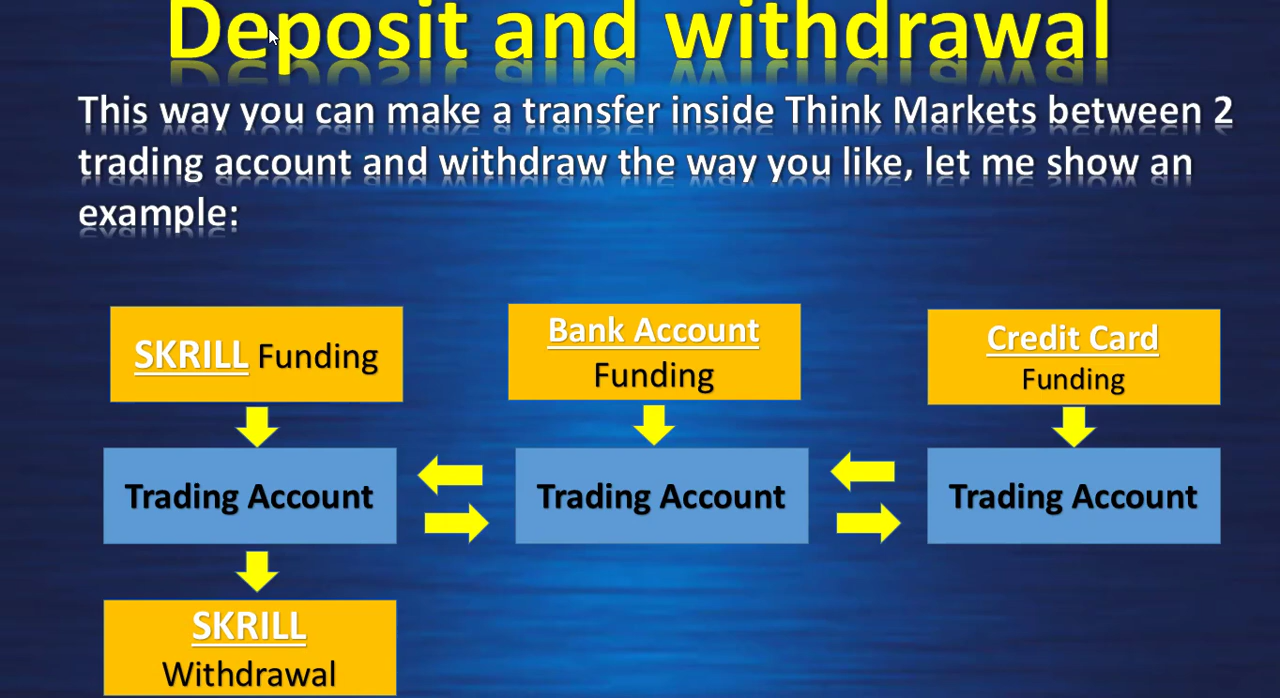 Deposit and withdrawal
This way you can make a transfer inside Think Markets between 2
trading account and withdraw the way you like, let me show an
example:
SKRILL Funding
Bank Account
Funding
Credit Card
Funding
Trading Account
Trading Account
Trading Account
SKRILL
Withdrawal